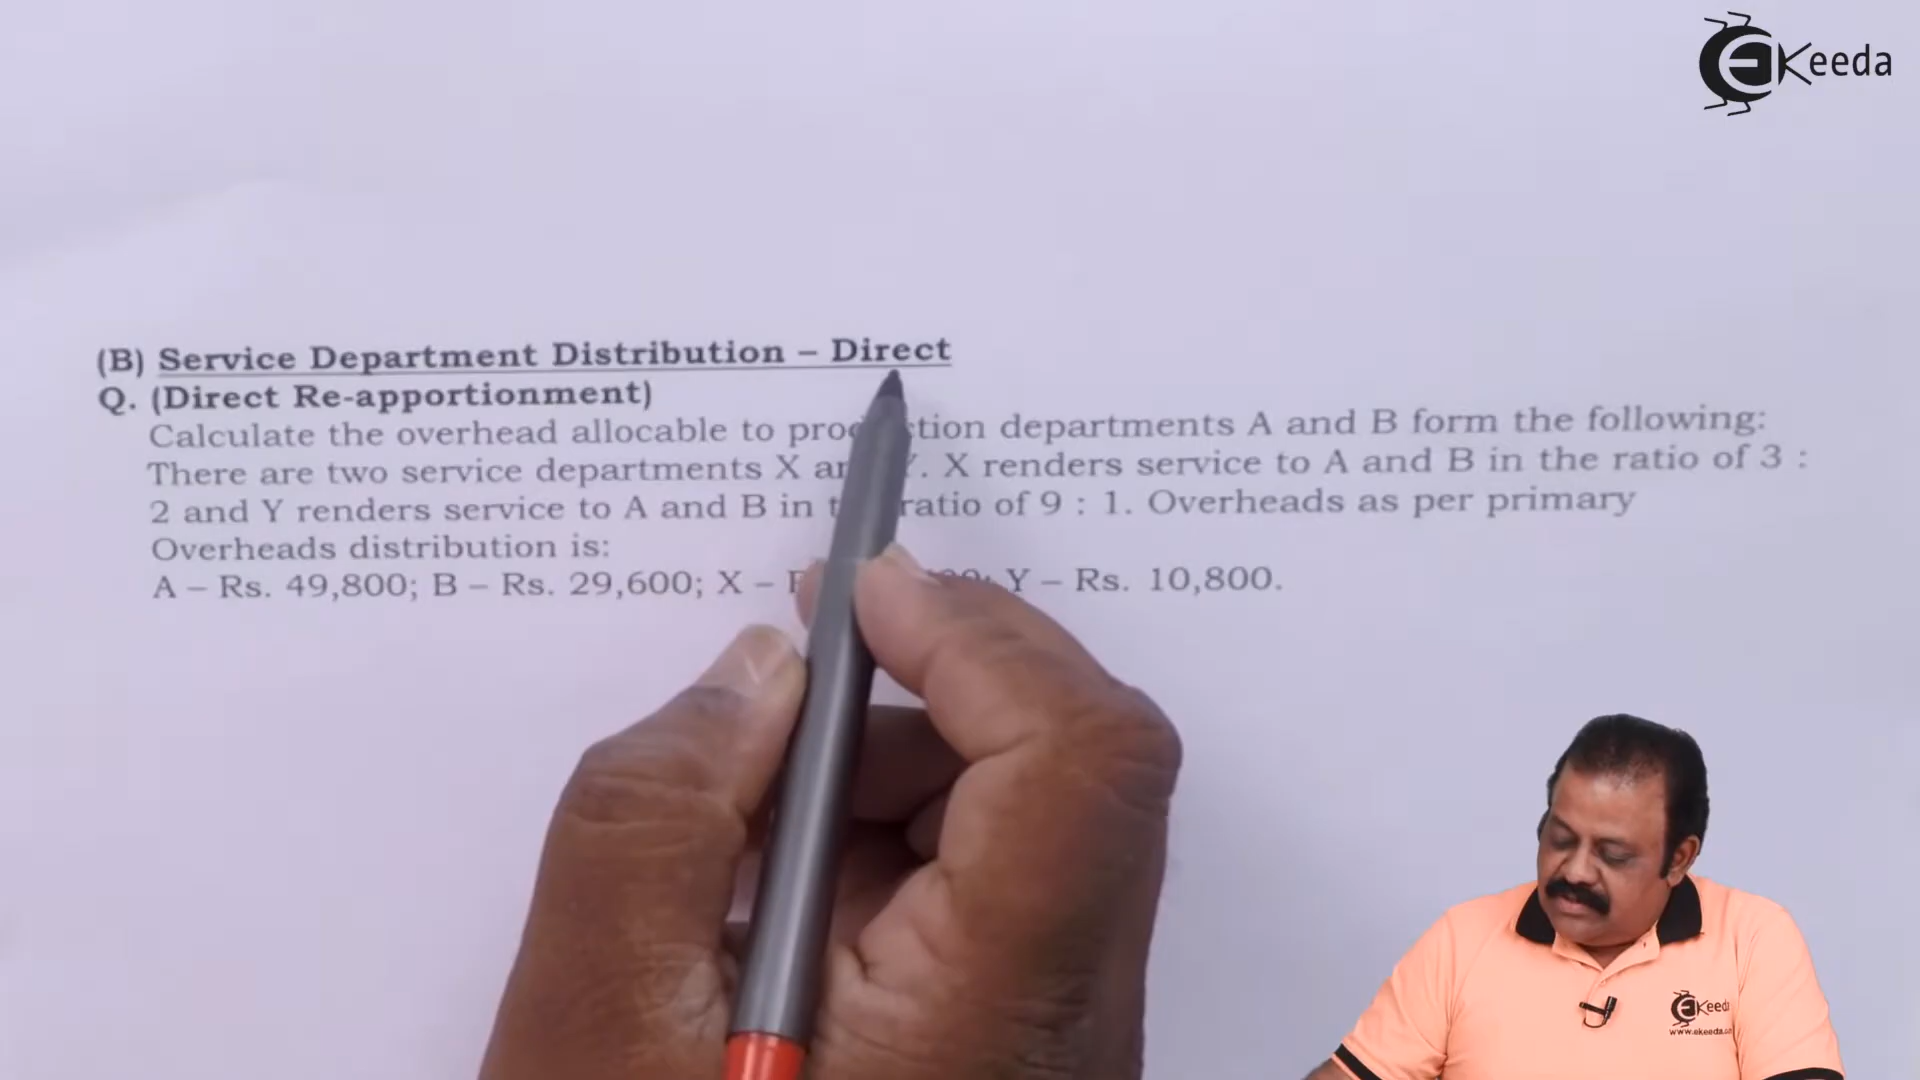 eKeeda
(B) Service Department Distribution – Direct
Q. (Direct Re-apportionment)
Calculate the overhead allocable to departments A and B form the following:
There are two service departments X . X renders service to A and B in the ratio of 3 :
2 and Y renders service to A and B in ratio of 9 : 1. Overheads as per primary
Overheads distribution is:
A – Rs. 49,800; B – Rs. 29,600; X – Y – Rs. 10,800.
eKeeda